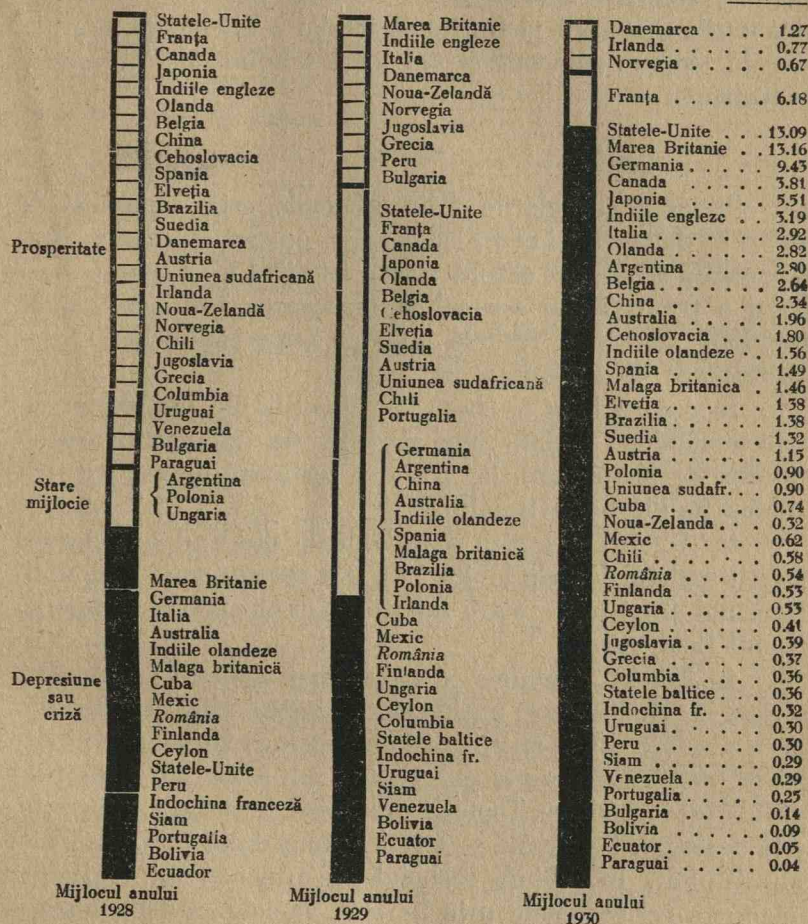 Prosperitate
Stare
mijlocie
Depresiune
sau
criză
Statele-Unite
Franța
Canada
Japonia
Indiile engleze
Olanda
Belgia
China
Cehoslovacia
Spania
Elveția
Brazilia
Suedia
Danemarca
Austria
Uniunea sudafricană
Irlanda
Noua-Zelandă
Norvegia
Chili
Jugoslavia
Grecia
Columbia
Uruguai
Venezuela
Bulgaria
Paraguai
Argentina
Polonia
Ungaria
Marea Britanie
Germania
Italia
Australia
Indiile olandeze
Malaga britanică
Cuba
Mexic
România
Finlanda
Ceylon
Statele-Unite
Peru
Indochina franceză
Siam
Portugalia
Bolivia
Ecuador
Mijlocul anului
1928
Marea Britanie
Indiile engleze
Italia
Danemarca
Noua-Zelandă
Norvegia
Jugoslavia
Grecia
Peru
Bulgaria
Statele-Unite
Franța
Canada
Japonia
Olanda
Belgia
Cehoslovacia
Elveția
Suedia
Austria
Uniunea sudafricană
Chili
Portugalia
Germania
Argentina
China
Australia
Indiile olandeze
Spania
Malaga britanică
Brazilia
Polonia
Irlanda
Cuba
Mexic
România
Finlanda
Ungaria
Ceylon
Columbia
Statele baltice
Indochina fr.
Uruguai
Siam
Venezuela
Bolivia
Ecuator
Paraguai
Mijlocul anului
1929
Danemarca . . . . 1.27
Irlanda . . . . . . 0.77
Norvegia . . . . . 0.67
Franța . . . . . . 6.18
Statele-Unite . . . 13.09
Marea Britanie . . 13.16
Germania . . . . . 9.43
Canada . . . . . 3.81
Japonia . . . . . 5.51
Indiile engleze . . 3.19
Italia . . . . . . . 2.92
Olanda . . . . . . 2.82
Argentina . . . . 2.80
Belgia . . . . . . . 2.64
China . . . . . 2.34
Australia . . . . . 1.96
Cehoslovacia . . . 1.80
Indiile olandeze . . 1.56
Spania . . . . . . 1.49
Malaga britanica . 1.46
Elveția . . . . . . 1 38
Brazilia . . . . . . 1.38
Suedia . . . . . . 1.32
Austria . . . . . . 1.15
Polonia . . . . . 0.90
Uniunea sudafr. . . 0.90
Cuba . . . . . . 0.74
Noua-Zelanda . . . 0.32
Mexic . . . . . . 0.62
Chili . . . . . . . 0.58
România . . . . . 0.54
Finlanda . . . . . 0.53
Ungaria . . . . . . 0 53
Ceylon . . . . . . 0.41
Jugoslavia . . . . . 0.39
Grecia . . . . . . 0.37
Columbia . . . . . 0.36
Statele baltice . . . 0.36
Indochina fr. . . . 0.32
Uruguai . . . . . . 0.30
Peru . . . . . . . 0.30
Siam . . . . . . . 0.29
Venezuela . . . . . 0.29
Portugalia . . . . . 0.25
Bulgaria . . . . . 0.14
Bolivia . . . . . . 0.09
Ecuator . . . . . . 0.05
Paraguai . . . . . 0.04
Mijlocul anului
1930